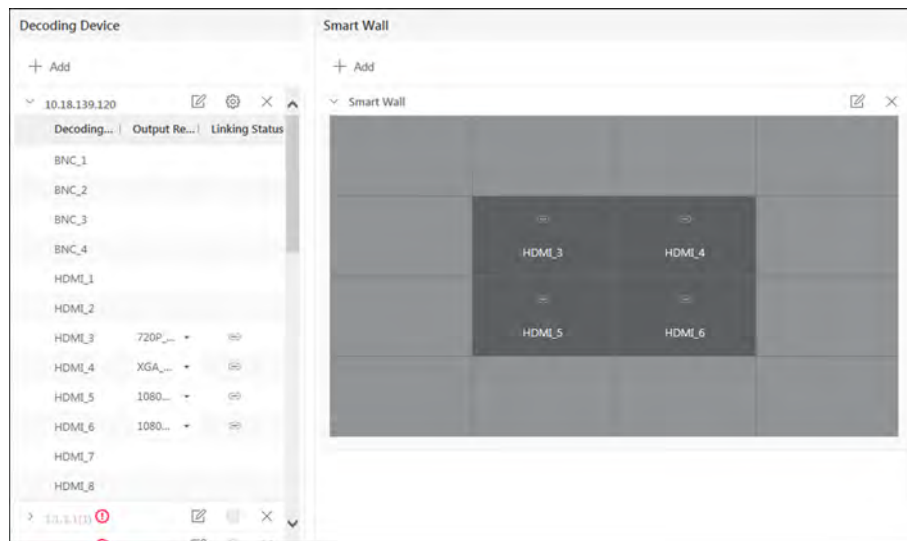 Decoding Device
Smart Wall
+ Add
+ Add
10.18.139.120
Smart Wall
Decoding... Output Re... Linking Status
BNC_1
BNC_2
BNC_3
BNC_4
HDMI_1
HDMI_2
HDMI_3 720P_...
HDMI_4 XGA_...
HDMI_5 1080...
HDMI_6 1080...
HDMI_7
HDMI_8
HDMI_3 HDMI_4
HDMI_5 HDMI_6